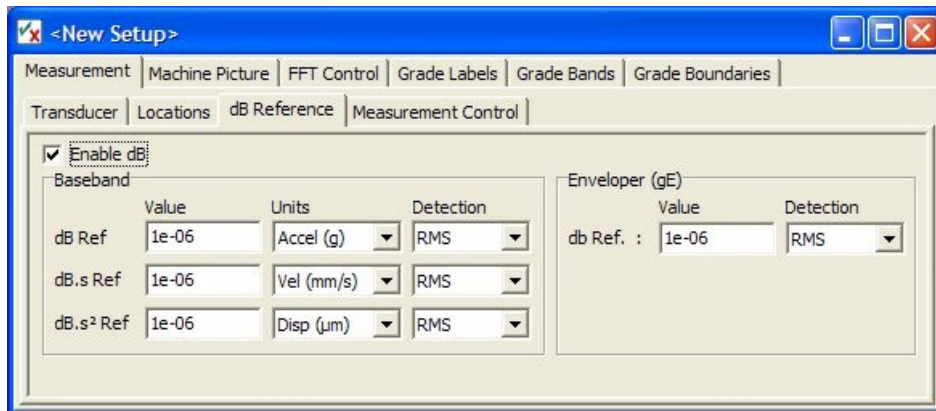 <New Setup>
Measurement Machine Picture FFT Control Grade Labels Grade Bands Grade Boundaries
Transducer Locations dB Reference Measurement Control
Enable dB
Baseband Enveloper (gE)
Value Units Detection Value Detection
dB Ref 1e-06 Accel (g) RMS db Ref. : 1e-06 RMS
dB.s Ref 1e-06 Vel (mm/s) RMS
dB.s² Ref 1e-06 Disp (µm) RMS